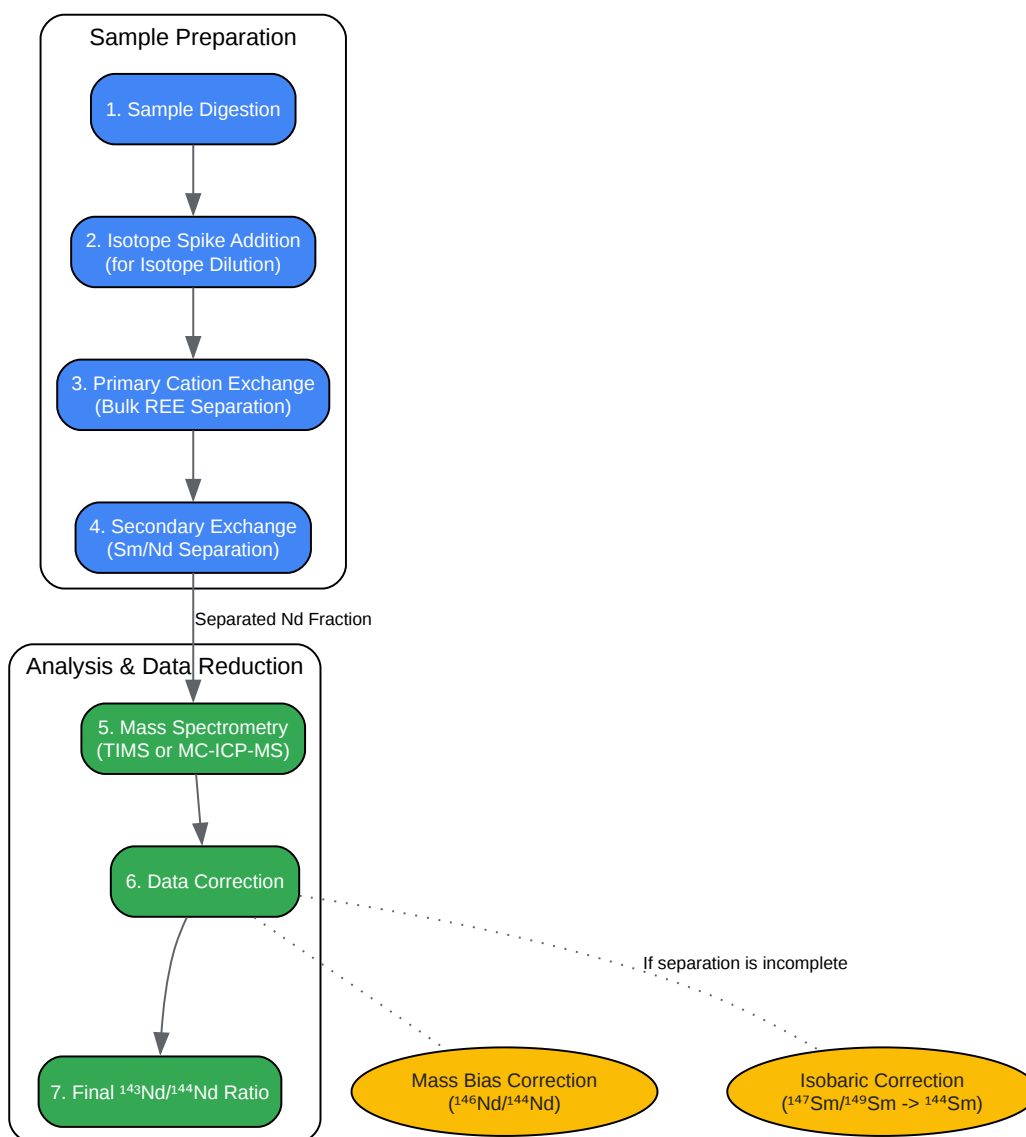 Sample Preparation
1. Sample Digestion
2. Isotope Spike Addition
(for Isotope Dilution)
3. Primary Cation Exchange
(Bulk REE Separation)
4. Secondary Exchange
(Sm/Nd Separation)
Separated Nd Fraction
Analysis & Data Reduction
5. Mass Spectrometry
(TIMS or MC-ICP-MS)
6. Data Correction
If separation is incomplete
7. Final ¹⁴³Nd/¹⁴⁴Nd Ratio
Mass Bias Correction
(¹⁴⁶Nd/¹⁴⁴Nd)
Isobaric Correction
(¹⁴⁷Sm/¹⁴⁹Sm -> ¹⁴⁴Sm)